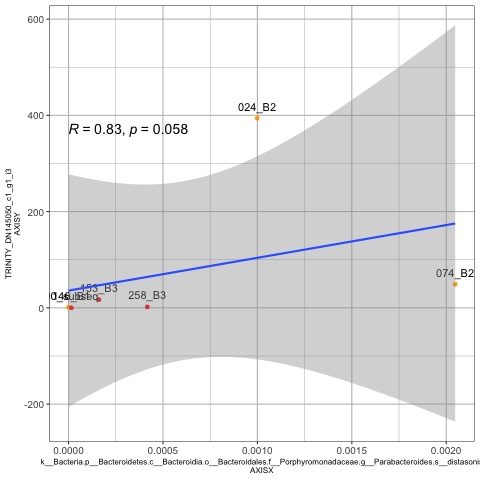 600
400
200
0
-200
024_B2
R = 0.83, p = 0.058
074_B2
153_B3
258_B3
TRINITY_DN145050_c1_g1_i3
AXISY
0.0000 0.0005 0.0010 0.0015 0.0020
k__Bacteria.p__Bacteroidetes.c__Bacteroidia.o__Bacteroidales.f__Porphyromonadaceae.g__Parabacteroides.s__distasonis
AXISX